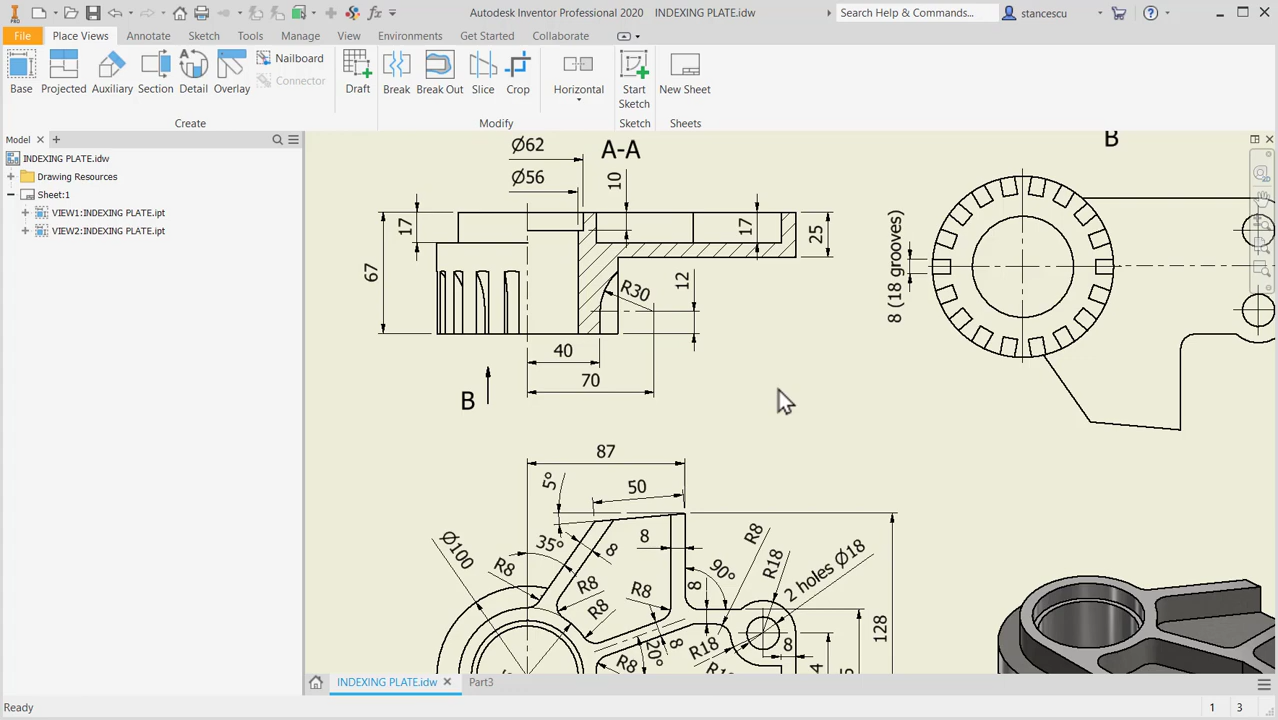 Autodesk Inventor Professional 2020 INDEXING PLATE.idw
Search Help & Commands...
stancescu
PRO
fx
File Place Views Annotate Sketch Tools Manage View Environments Get Started Collaborate
Base Projected Auxiliary Section Detail Overlay
Nailboard
Connector
Draft Break Break Out Slice Crop Horizontal
Start
Sketch
New Sheet
Create Modify Sketch Sheets
Model
INDEXING PLATE.idw
Drawing Resources
Sheet:1
VIEW1:INDEXING PLATE.ipt
VIEW2:INDEXING PLATE.ipt
Ø62
A-A
Ø56
10
17
17
25
67
12
R30
40
70
B
B
8 (18 grooves)
87
5°
50
Ø100
35°
8
8
R8
R8
R8
R8
R8
90°
R18
2 holes Ø18
8
R8
8
20°
R18
8
128
R8
INDEXING PLATE.idw Part3
Ready 1 3